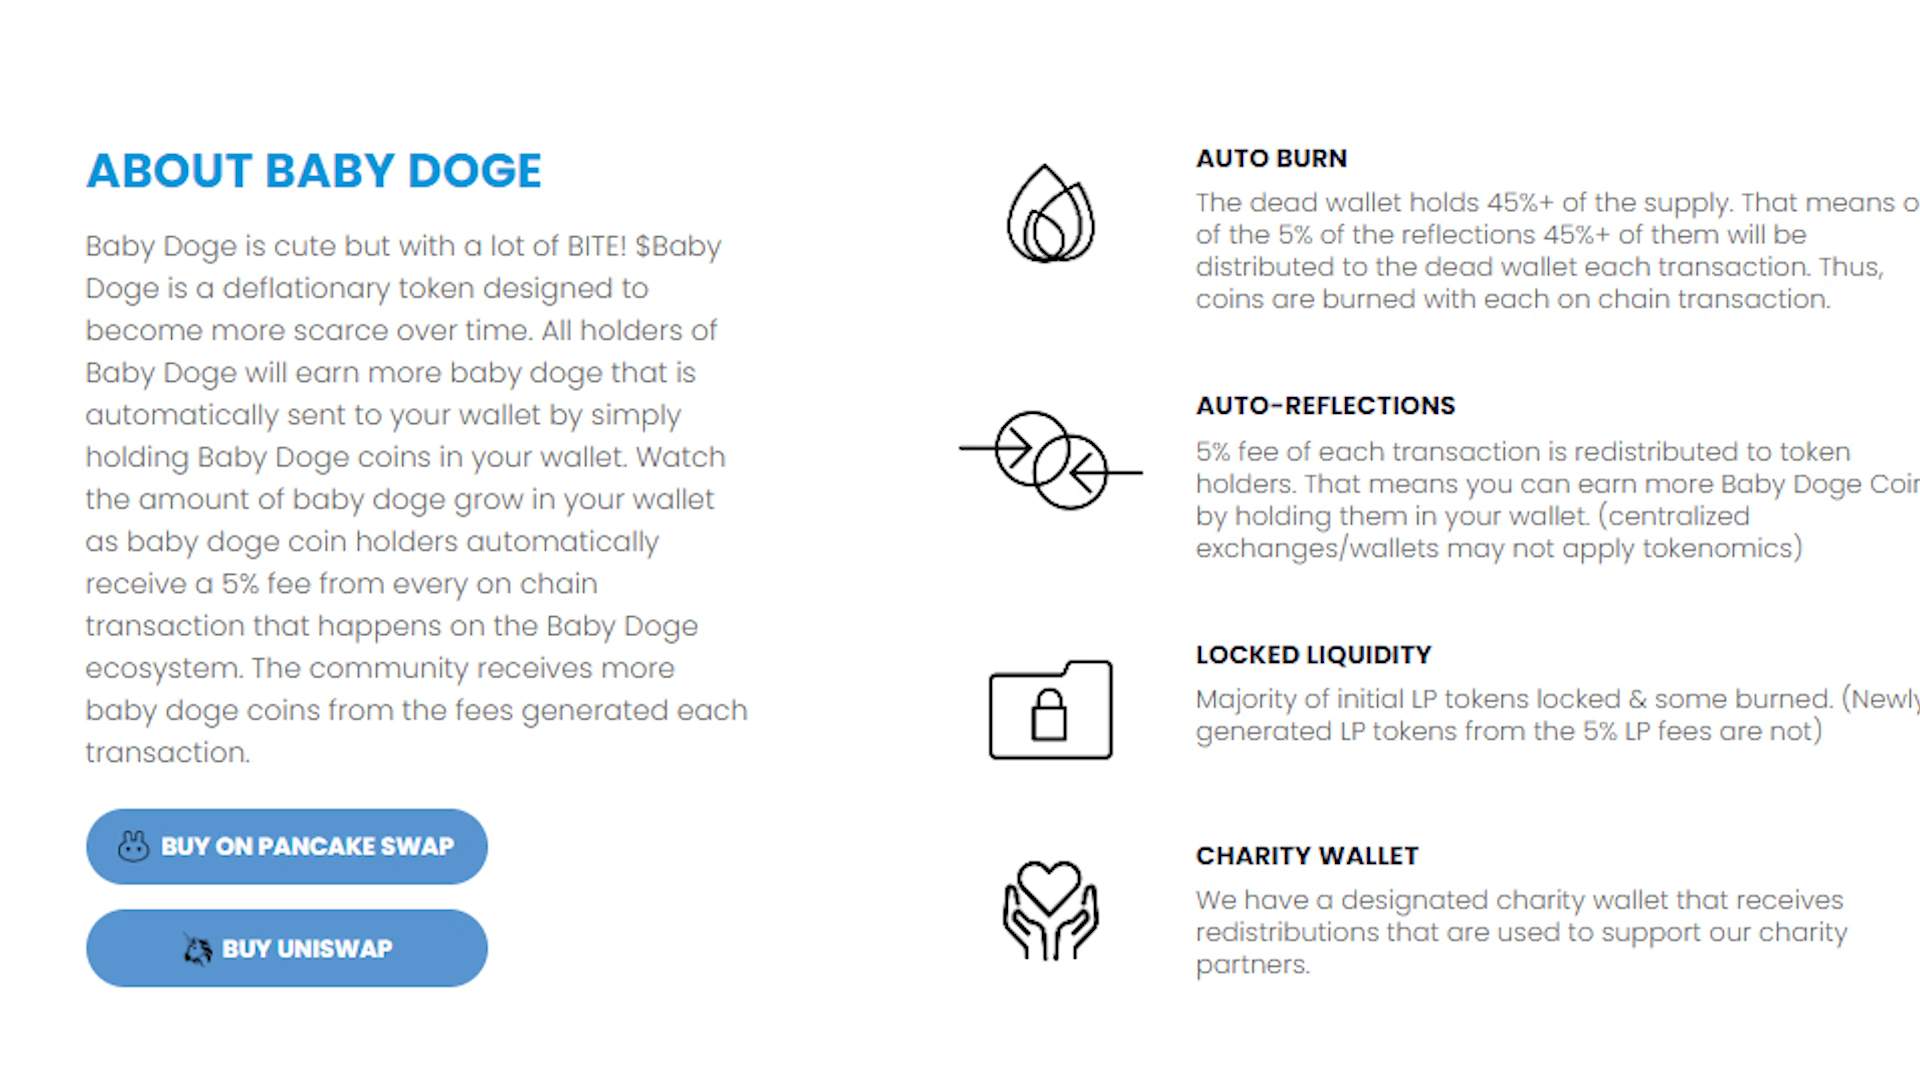 ABOUT BABY DOGE
Baby Doge is cute but with a lot of BITE! $Baby
Doge is a deflationary token designed to
become more scarce over time. All holders of
Baby Doge will earn more baby doge that is
automatically sent to your wallet by simply
holding Baby Doge coins in your wallet. Watch
the amount of baby doge grow in your wallet
as baby doge coin holders automatically
receive a 5% fee from every on chain
transaction that happens on the Baby Doge
ecosystem. The community receives more
baby doge coins from the fees generated each
transaction.
BUY ON PANCAKE SWAP
BUY UNISWAP
AUTO BURN
The dead wallet holds 45%+ of the supply. That means
of the 5% of the reflections 45%+ of them will be
distributed to the dead wallet each transaction. Thus,
coins are burned with each on chain transaction.
AUTO-REFLECTIONS
5% fee of each transaction is redistributed to token
holders. That means you can earn more Baby Doge Coin
by holding them in your wallet. (centralized
exchanges/wallets may not apply tokenomics)
LOCKED LIQUIDITY
Majority of initial LP tokens locked & some burned. (Newly
generated LP tokens from the 5% LP fees are not)
CHARITY WALLET
We have a designated charity wallet that receives
redistributions that are used to support our charity
partners.